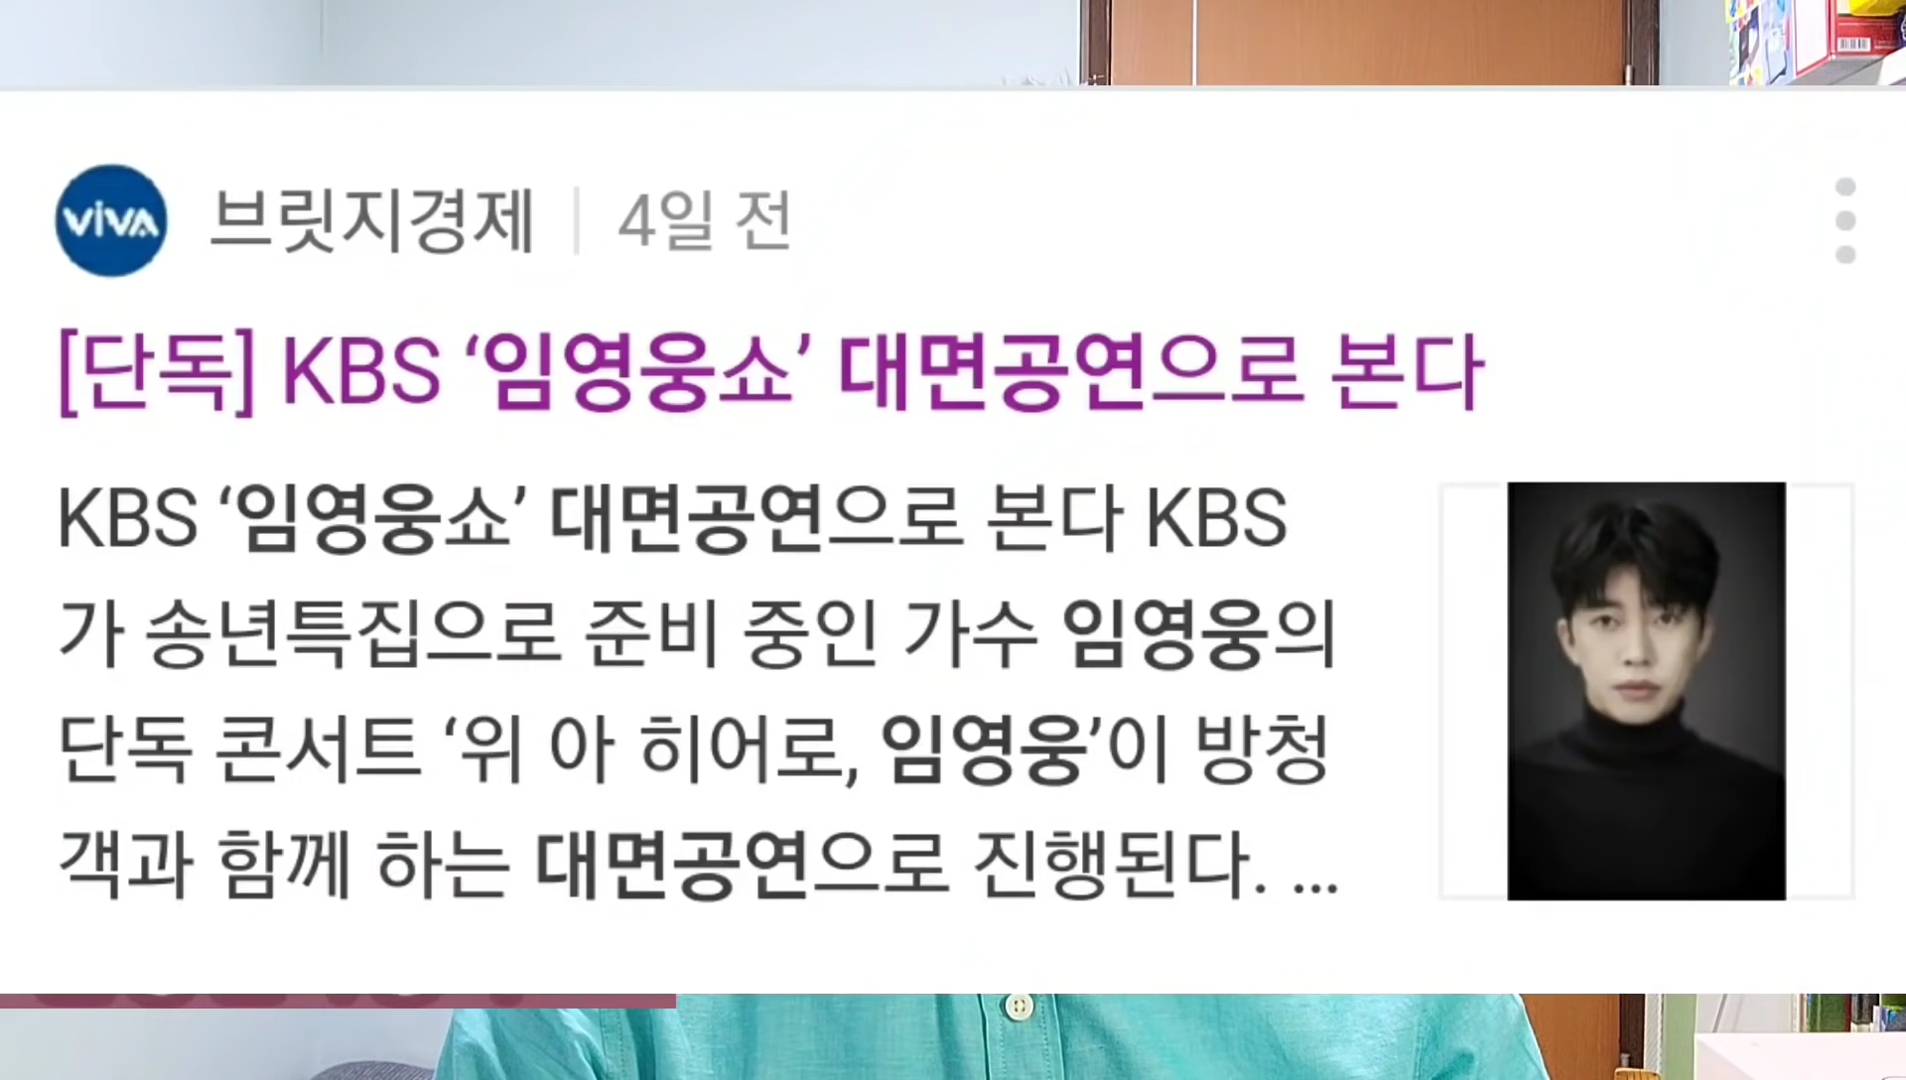 VIVA
브릿지경제 | 4일 전
[단독] KBS ‘임영웅쇼’ 대면공연으로 본다
KBS ‘임영웅쇼’ 대면공연으로 본다 KBS
가 송년특집으로 준비 중인 가수 임영웅의
단독 콘서트 ‘위 아 히어로, 임영웅’이 방청
객과 함께 하는 대면공연으로 진행된다. ...